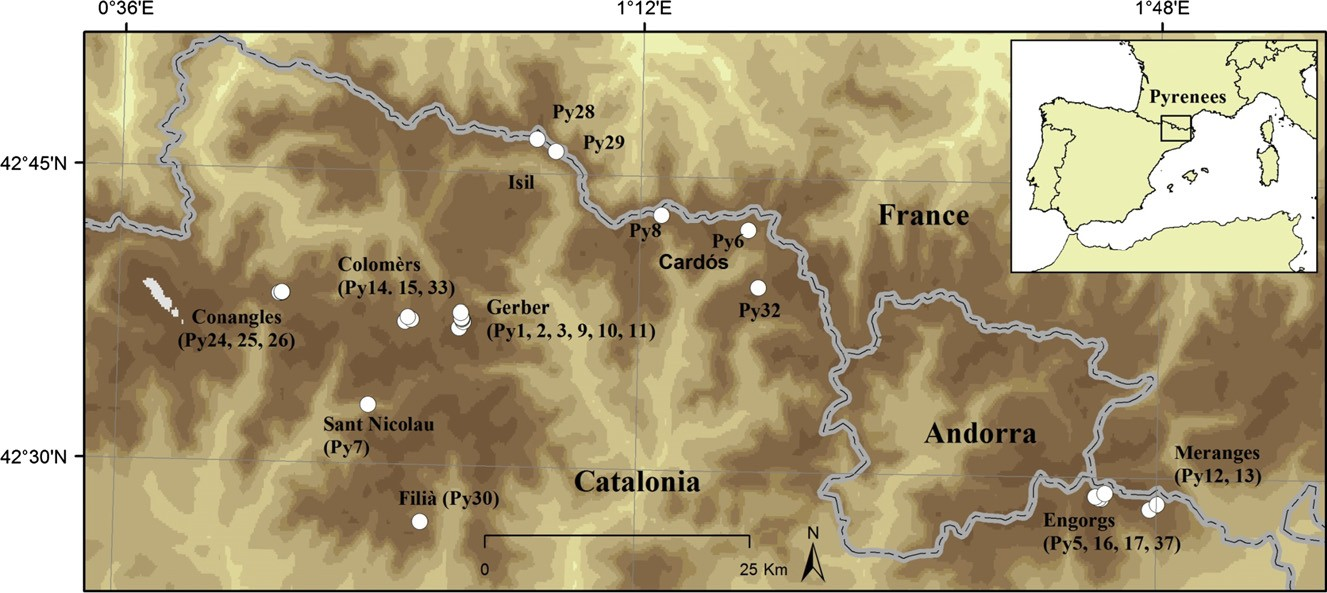 0°36'E
1°12'E
1°48'E
Pyrenees
Py28
Py29
42°45'N
Isil
France
Py8
Py6
Cardós
Colomèrs
(Py14. 15, 33)
Py32
Gerber
(Py1, 2, 3, 9, 10, 11)
Conangles
(Py24, 25, 26)
Sant Nicolau
(Py7)
Andorra
42°30'N
Meranges
(Py12, 13)
Catalonia
Filià (Py30)
Engorgs
(Py5, 16, 17, 37)
N
0
25 Km